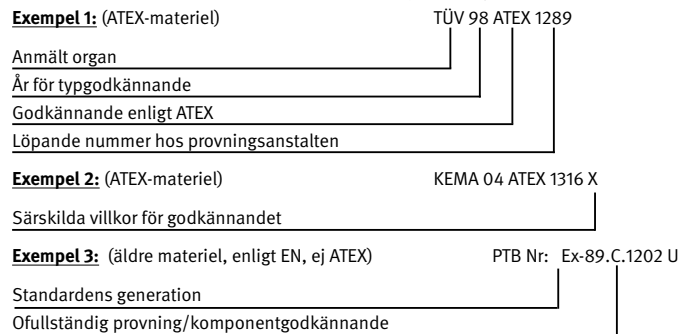 Exempel 1: (ATEX-materiel) TÜV 98 ATEX 1289
Anmält organ
År för typgodkännande
Godkännande enligt ATEX
Löpande nummer hos provningsanstalten
Exempel 2: (ATEX-materiel) KEMA 04 ATEX 1316 X
Särskilda villkor för godkännandet
Exempel 3: (äldre materiel, enligt EN, ej ATEX) PTB Nr: Ex-89.C.1202 U
Standardens generation
Ofullständig provning/komponentgodkännande